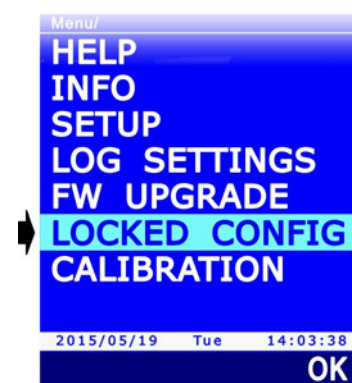 Menu/
HELP
INFO
SETUP
LOG SETTINGS
FW UPGRADE
LOCKED CONFIG
CALIBRATION
2015/05/19 Tue 14:03:38
OK